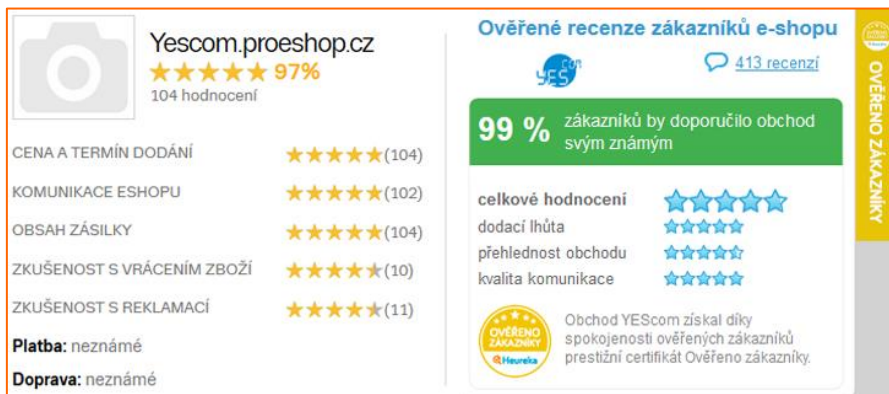 Yescom.proeshop.cz
97%
104 hodnocení
CENA A TERMÍN DODÁNÍ (104)
KOMUNIKACE ESHOPU (102)
OBSAH ZÁSILKY (104)
ZKUŠENOST S VRÁCENÍM ZBOŽÍ (10)
ZKUŠENOST S REKLAMACÍ (11)
Platba: neznámé
Doprava: neznámé
Ověřené recenze zákazníků e-shopu
YES com
413 recenzí
99 %
zákazníků by doporučilo obchod
svým známým
celkové hodnocení
dodací lhůta
přehlednost obchodu
kvalita komunikace
OVĚŘENO
ZÁKAZNÍKY
Heureka
Obchod YEScom získal díky
spokojenosti ověřených zákazníků
prestižní certifikát Ověřeno zákazníky.
OVĚŘENO ZÁKAZNÍKY